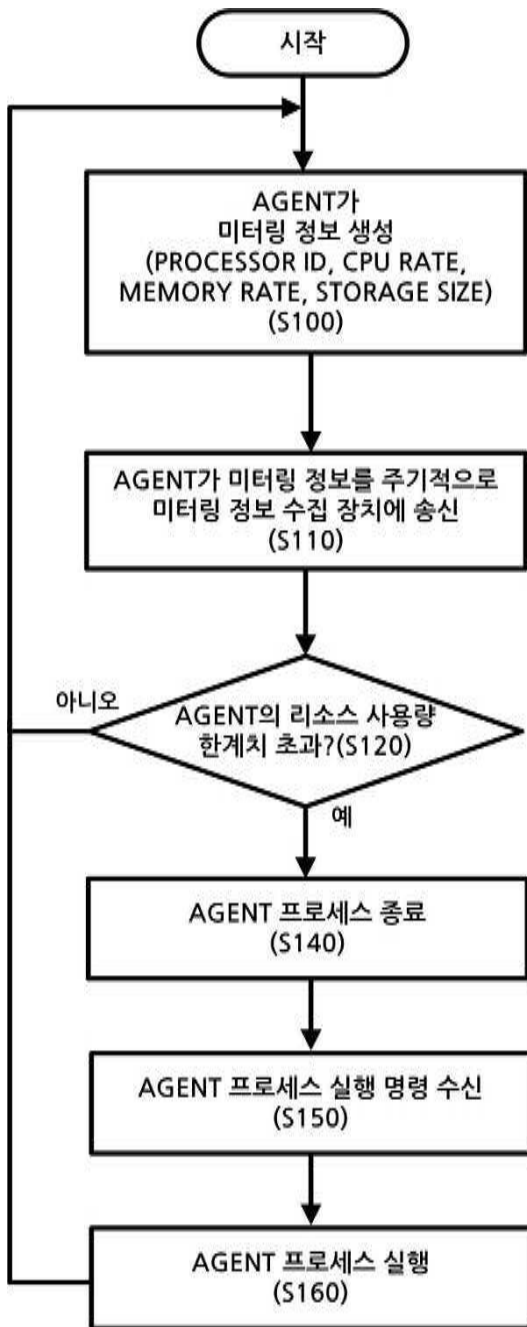 시작
AGENT가
미터링 정보 생성
(PROCESSOR ID, CPU RATE,
MEMORY RATE, STORAGE SIZE)
(S100)
AGENT가 미터링 정보를 주기적으로
미터링 정보 수집 장치에 송신
(S110)
아니오
AGENT의 리소스 사용량
한계치 초과?(S120)
예
AGENT 프로세스 종료
(S140)
AGENT 프로세스 실행 명령 수신
(S150)
AGENT 프로세스 실행
(S160)